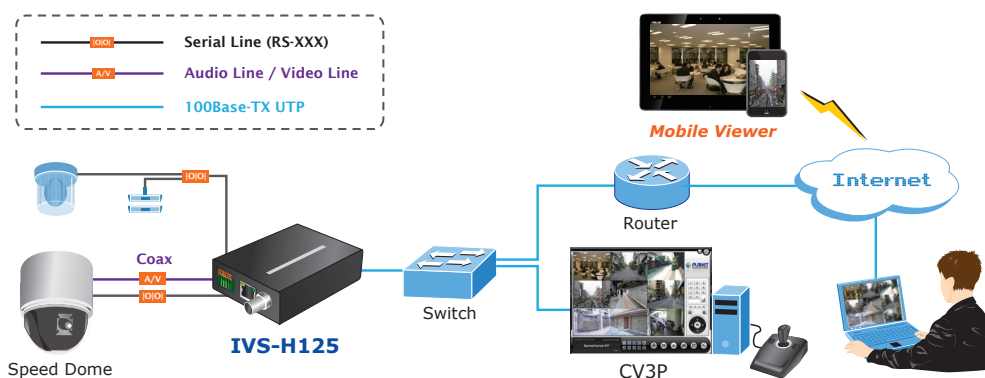 |O|O|
Serial Line (RS-XXX)
A/V
Audio Line / Video Line
100Base-TX UTP
Mobile Viewer
|O|O|
Internet
Router
Coax
A/V
|O|O|
PLANET
Switch
IVS-H125
Speed Dome
CV3P